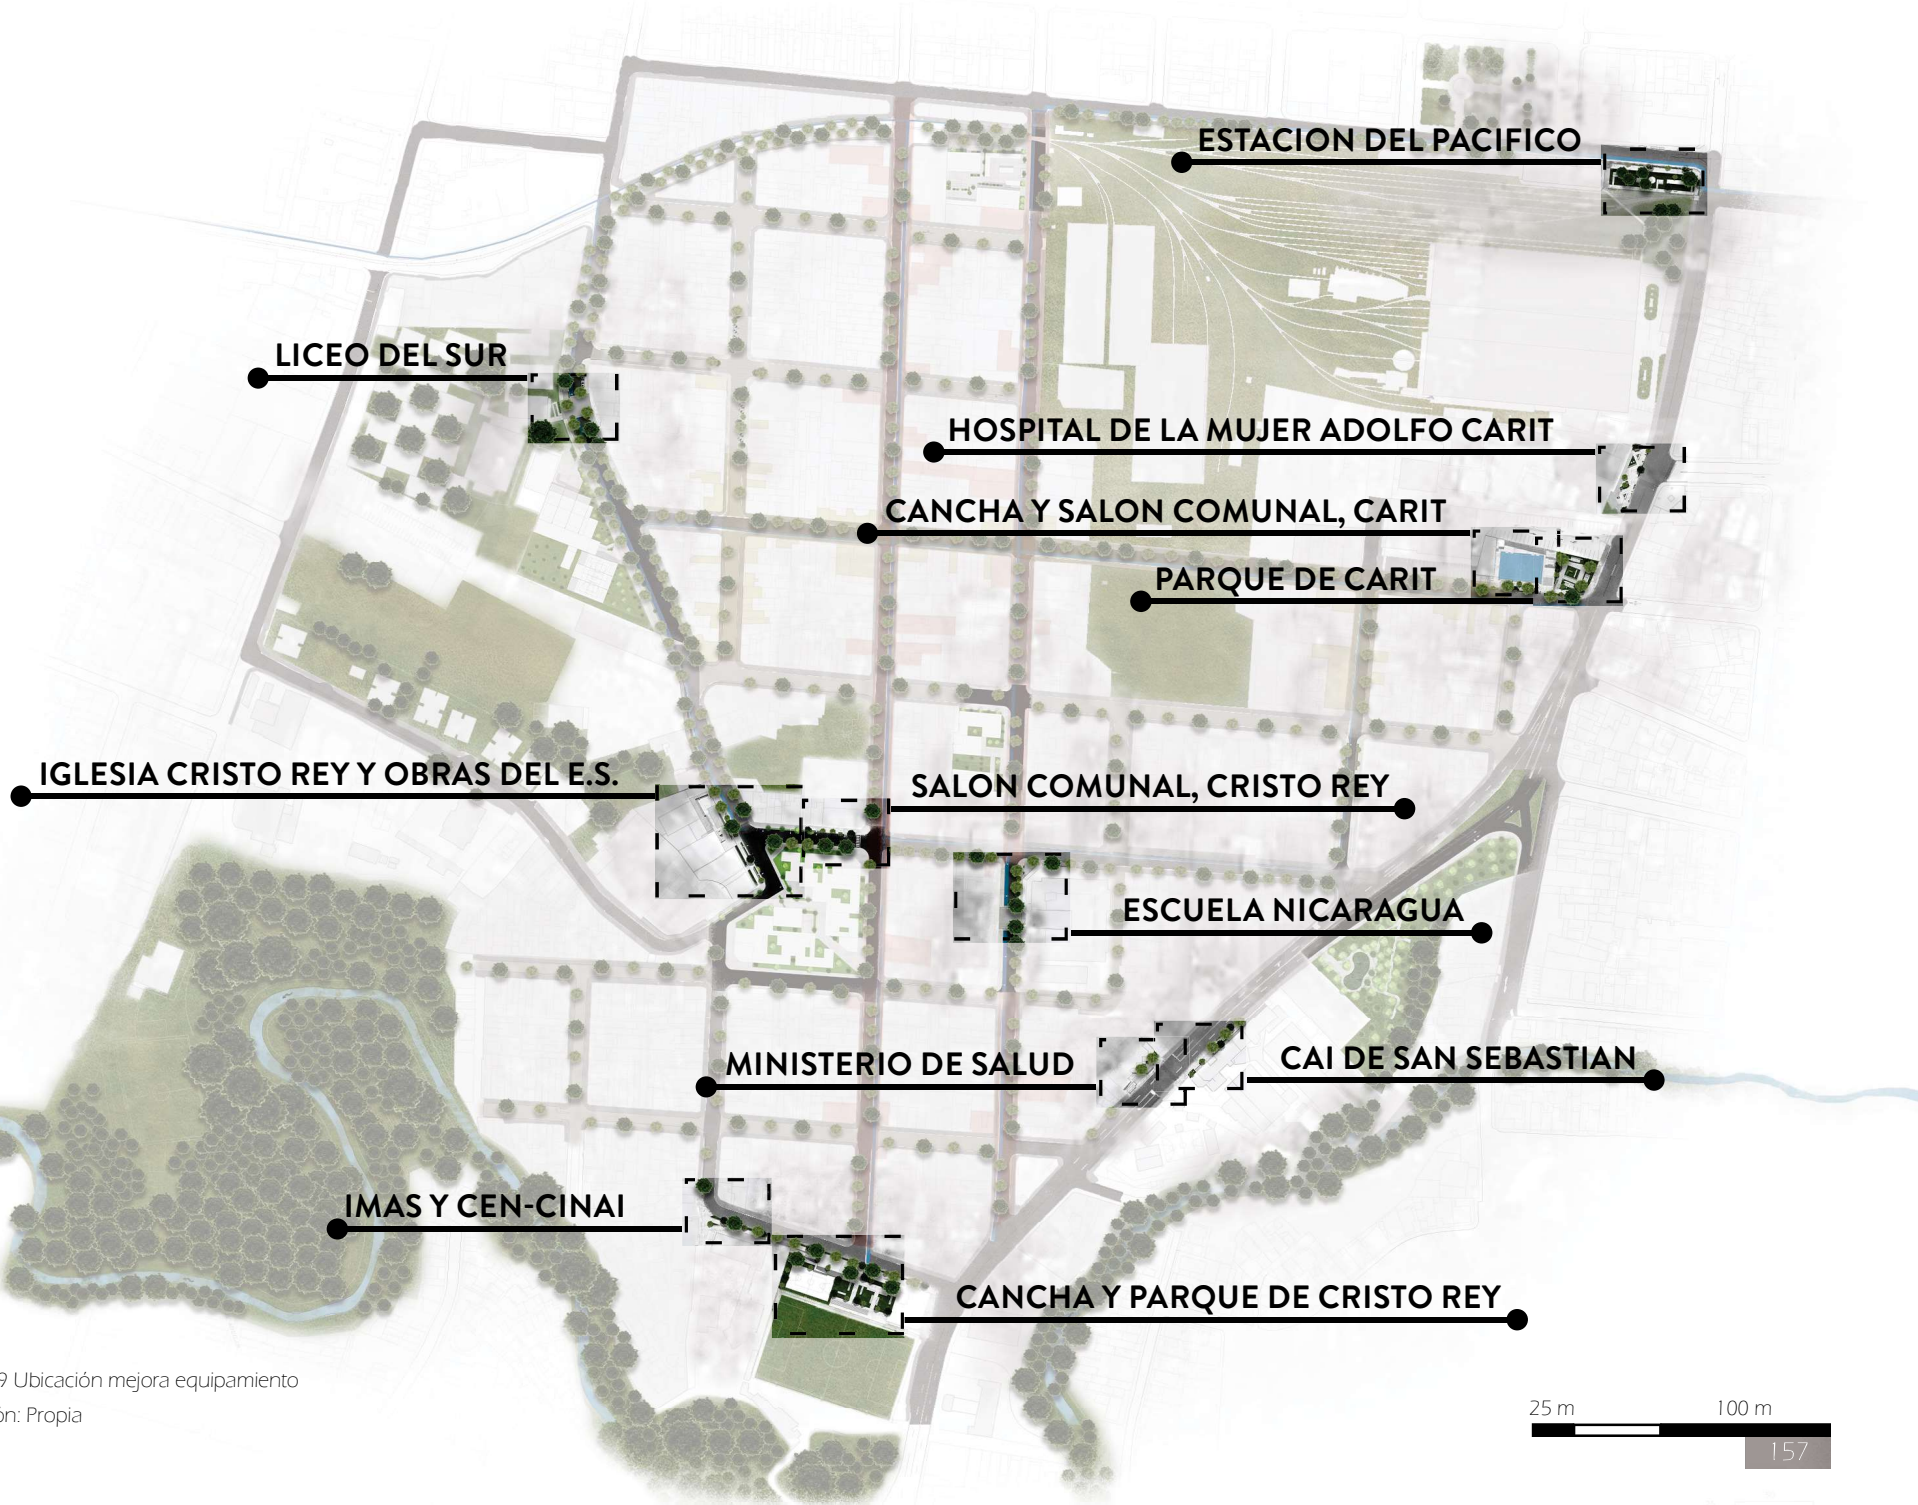 ESTACION DEL PACIFICO
LICEO DEL SUR
HOSPITAL DE LA MUJER ADOLFO CARIT
CANCHA Y SALON COMUNAL, CARIT
PARQUE DE CARIT
IGLESIA CRISTO REY Y OBRAS DEL E.S.
SALON COMUNAL, CRISTO REY
ESCUELA NICARAGUA
MINISTERIO DE SALUD
CAI DE SAN SEBASTIAN
IMAS Y CEN-CINAI
CANCHA Y PARQUE DE CRISTO REY
9 Ubicación mejora equipamiento
ón: Propia
25 m 100 m
157